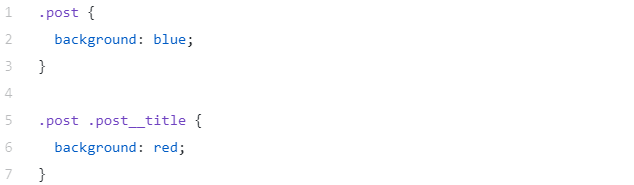 1 .post {
2   background: blue;
3 }
4
5 .post .post__title {
6   background: red;
7 }